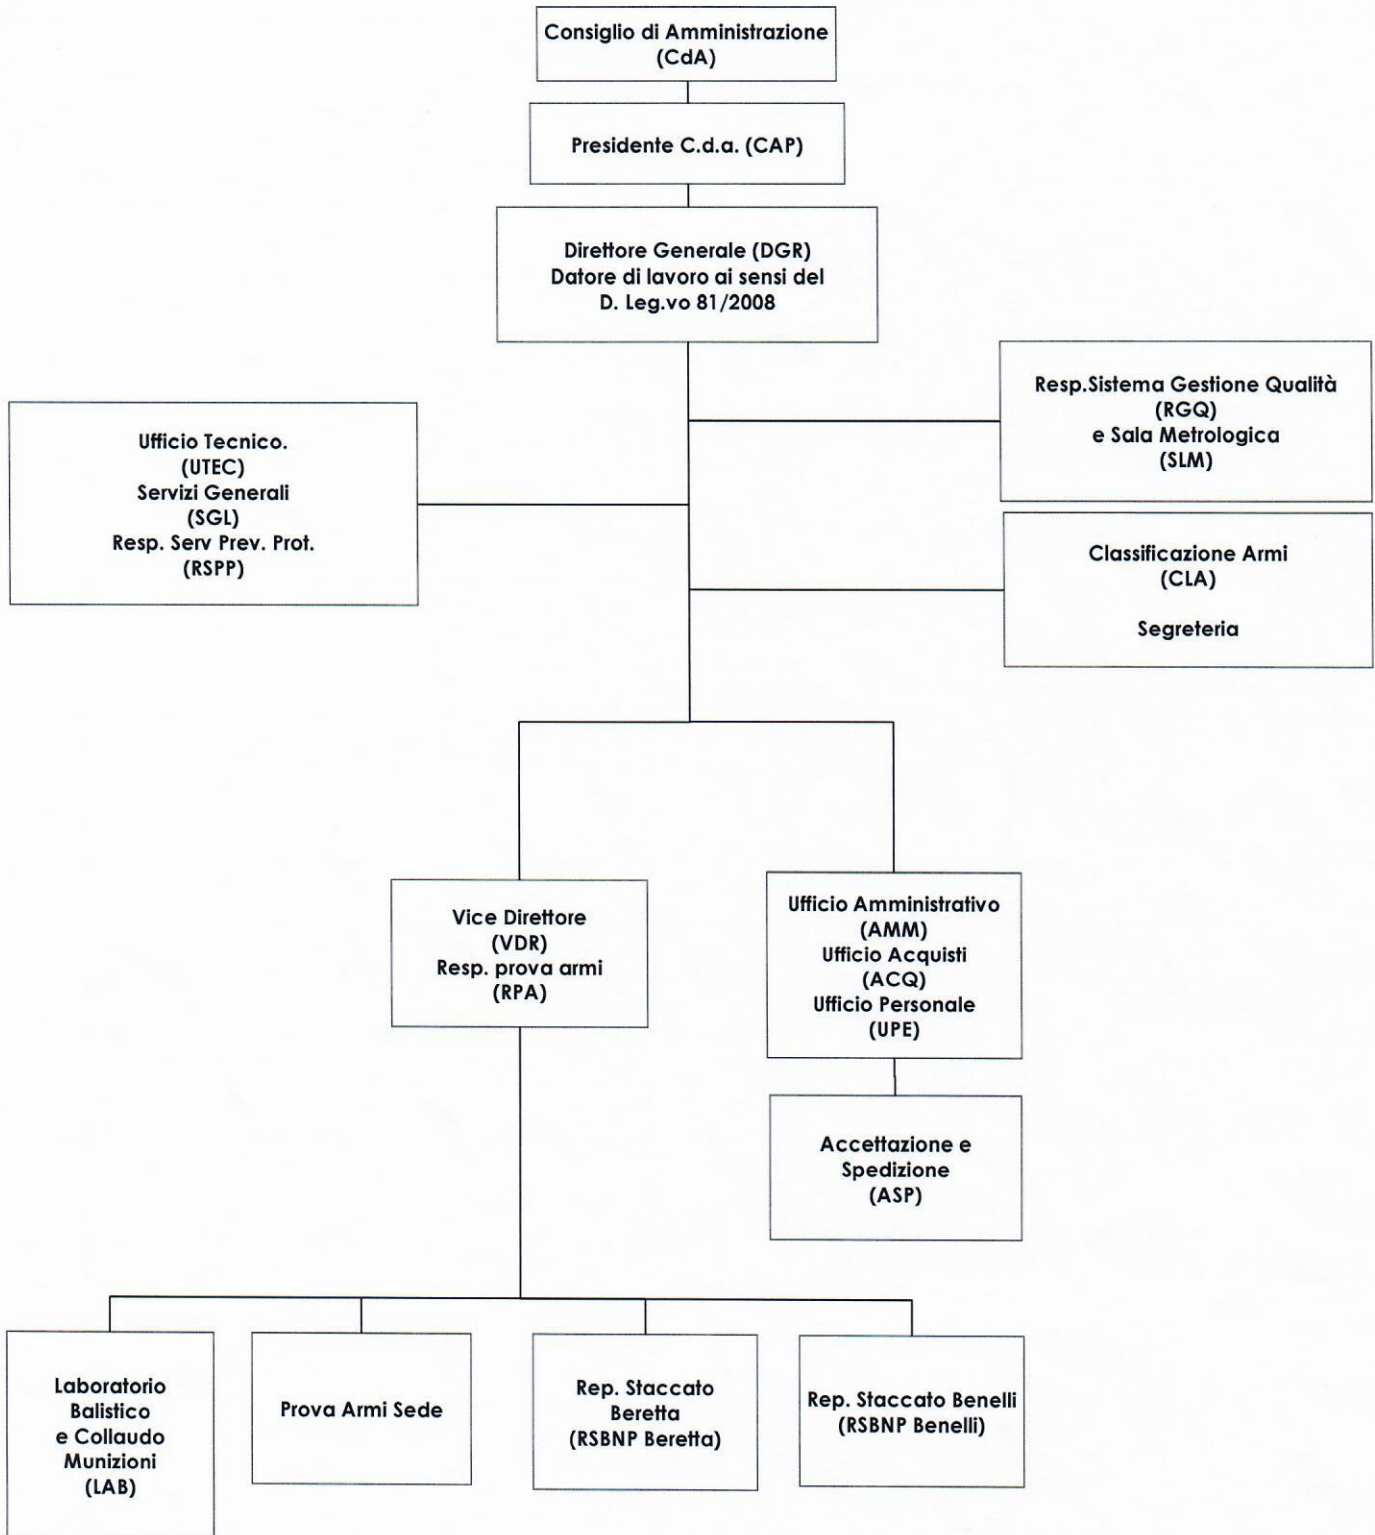 Consiglio di Amministrazione
(CdA)
Presidente C.d.a. (CAP)
Direttore Generale (DGR)
Datore di lavoro ai sensi del
D. Leg.vo 81/2008
Resp.Sistema Gestione Qualità
(RGQ)
e Sala Metrologica
(SLM)
Ufficio Tecnico.
(UTEC)
Servizi Generali
(SGL)
Resp. Serv Prev. Prot.
(RSPP)
Classificazione Armi
(CLA)
Segreteria
Vice Direttore
(VDR)
Resp. prova armi
(RPA)
Ufficio Amministrativo
(AMM)
Ufficio Acquisti
(ACQ)
Ufficio Personale
(UPE)
Accettazione e
Spedizione
(ASP)
Laboratorio
Balistico
e Collaudo
Munizioni
(LAB)
Prova Armi Sede
Rep. Staccato
Beretta
(RSBNP Beretta)
Rep. Staccato Benelli
(RSBNP Benelli)